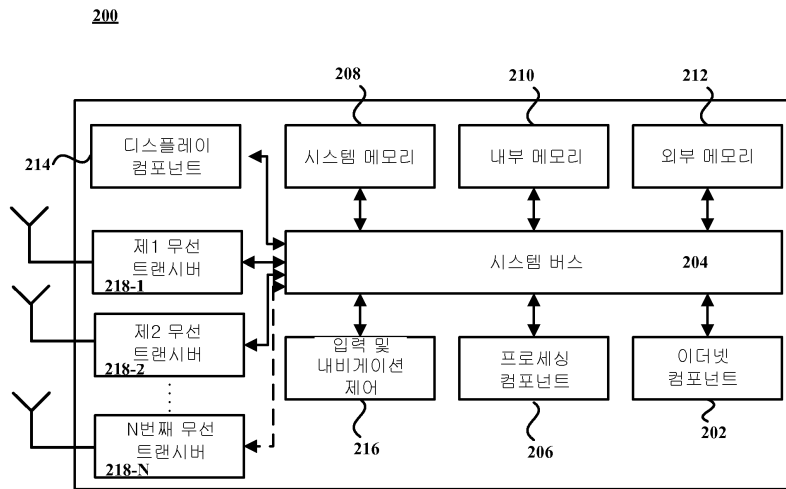 200
208
210
212
디스플레이
컴포넌트
시스템 메모리
내부 메모리
외부 메모리
214
제1 무선
트랜시버
218-1
시스템 버스
204
제2 무선
트랜시버
218-2
입력 및
내비게이션
제어
프로세싱
컴포넌트
이더넷
컴포넌트
N번째 무선
트랜시버
218-N
216
206
202